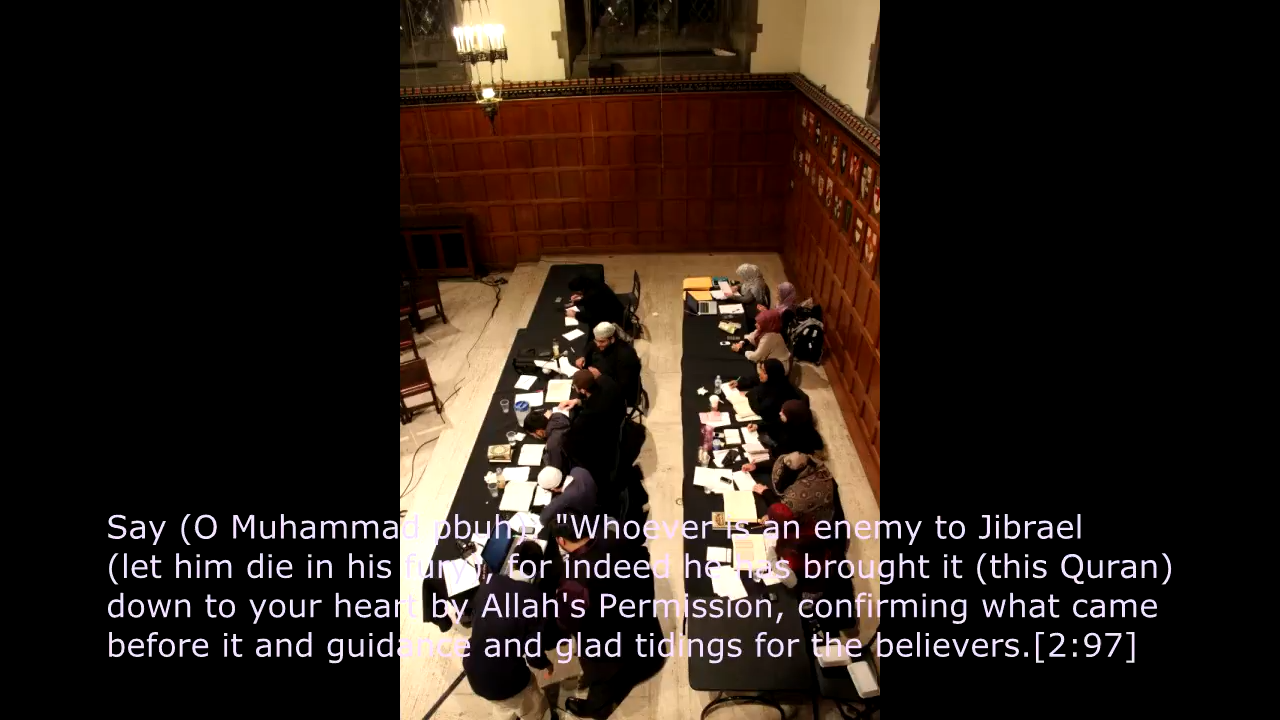 Say (O Muhammad pbuh): "Whoever is an enemy to Jibrael
(let him die in his fury), for indeed he has brought it (this Quran)
down to your heart by Allah's Permission, confirming what came
before it and guidance and glad tidings for the believers.[2:97]